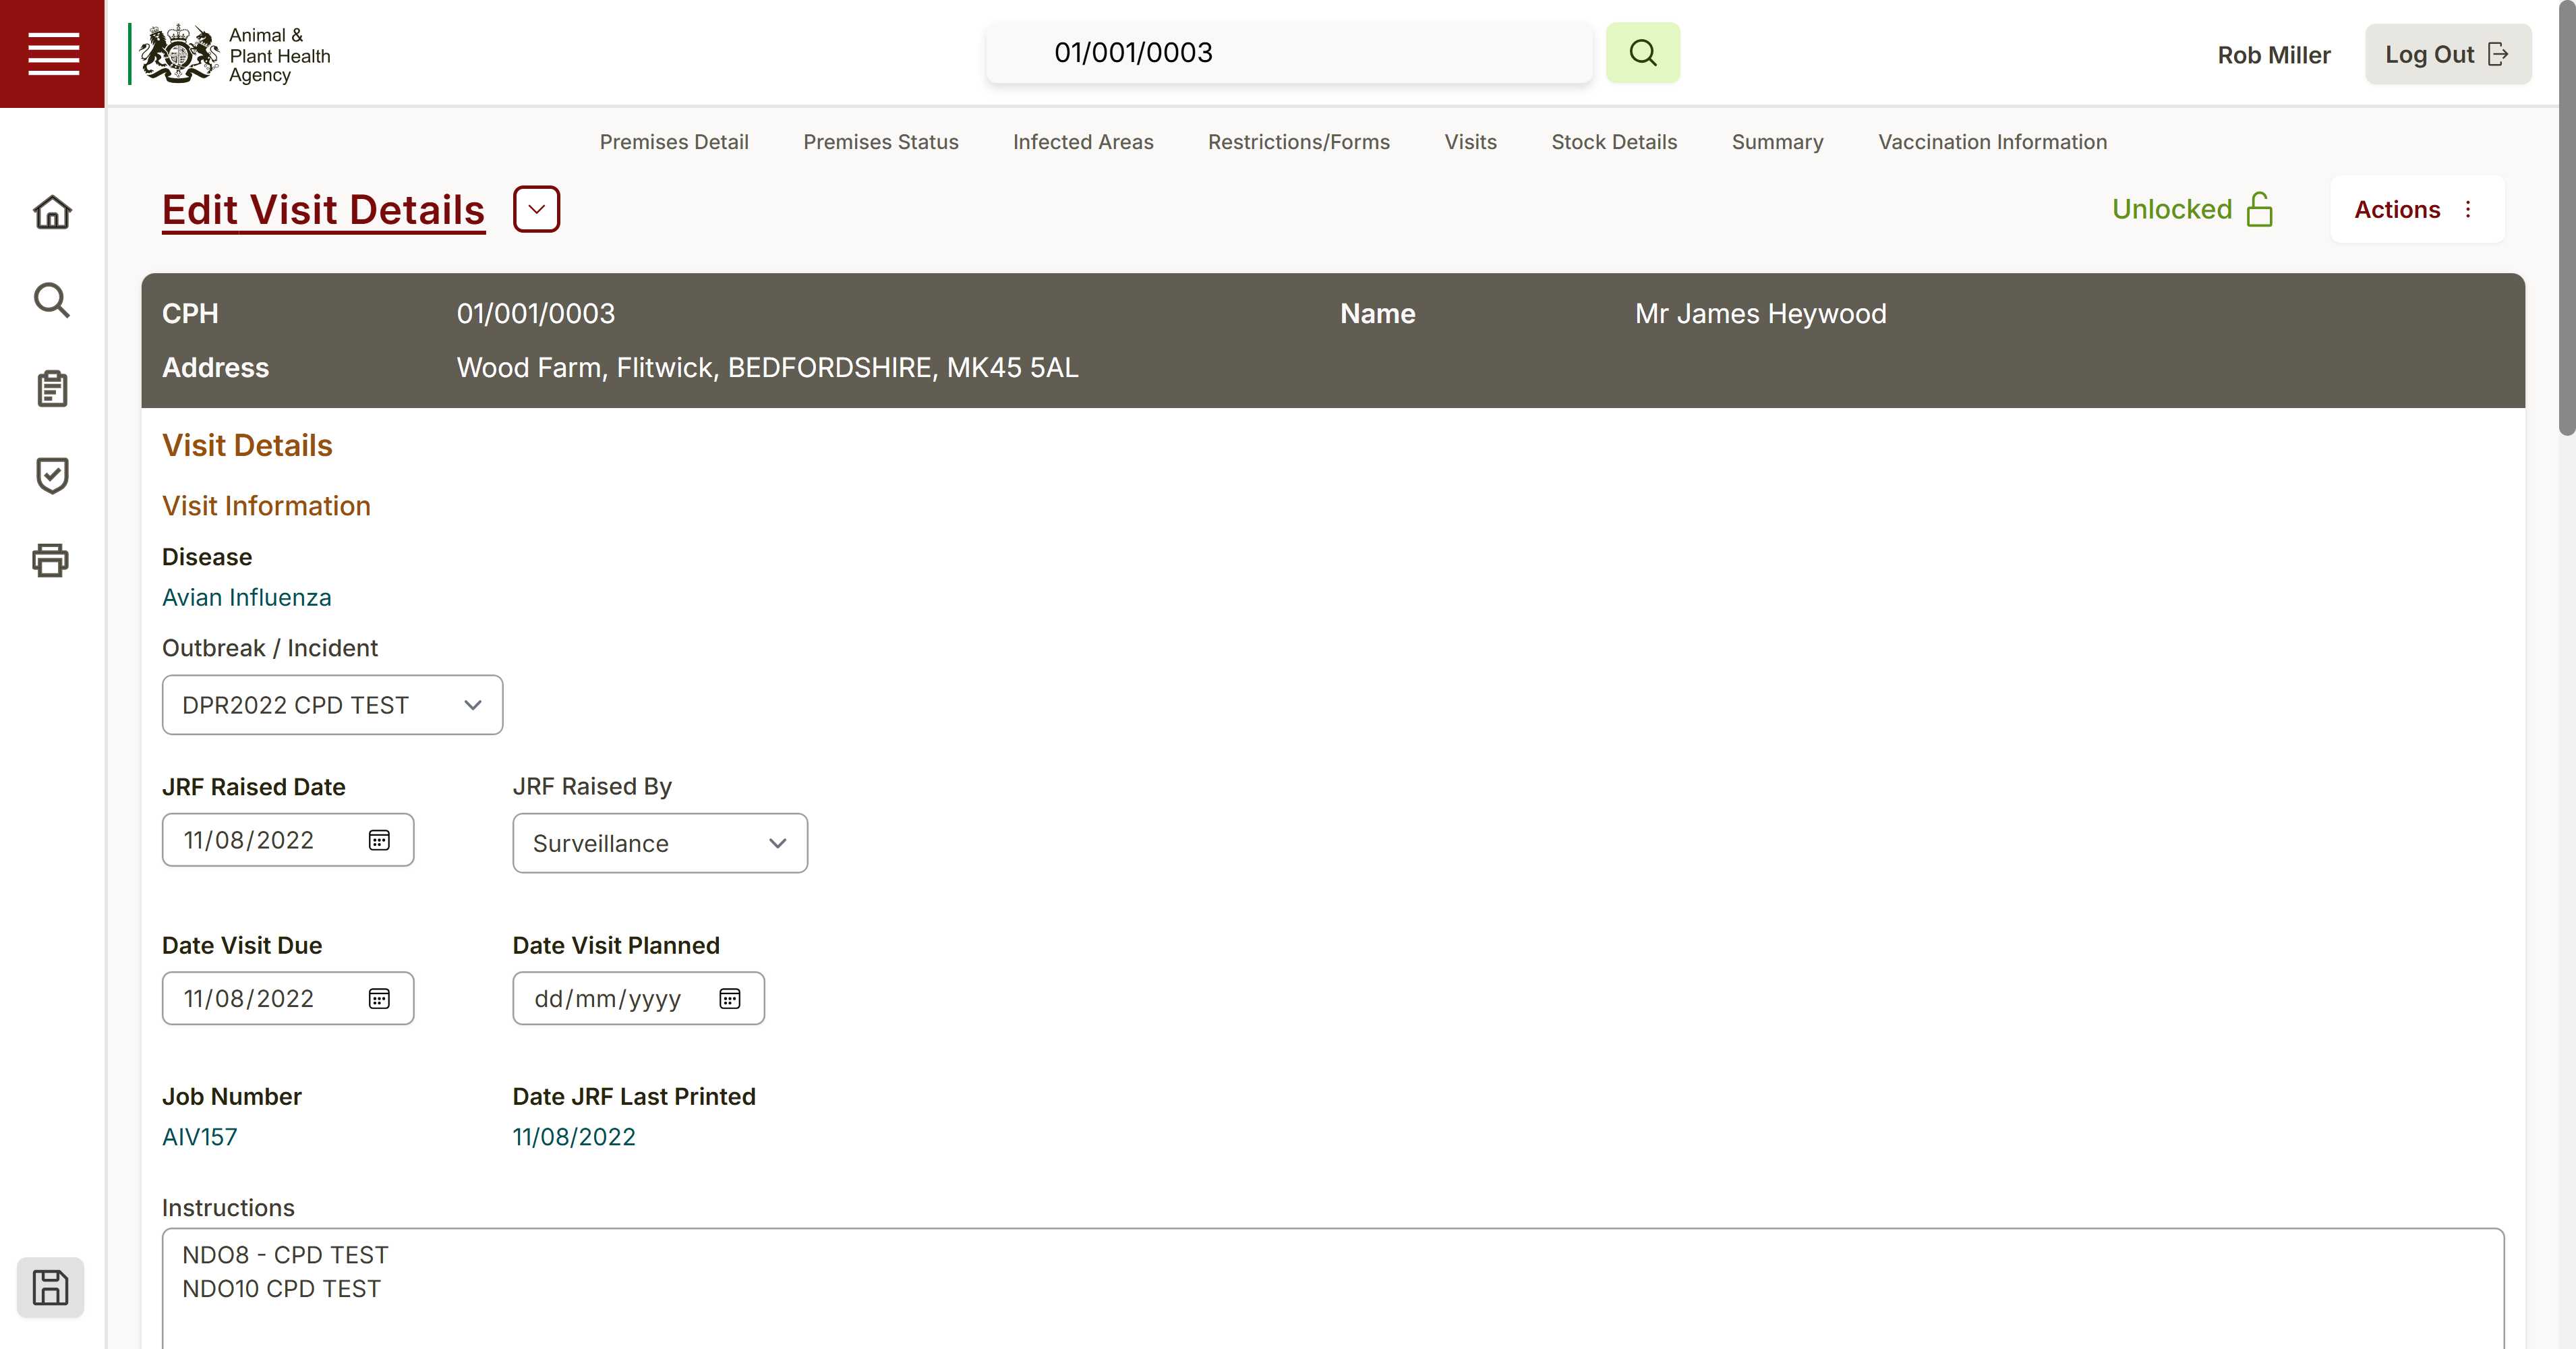 Animal &
Plant Health
Agency
01/001/0003
Rob Miller
Log Out
Premises Detail
Premises Status
Infected Areas
Restrictions/Forms
Visits
Stock Details
Summary
Vaccination Information
Edit Visit Details
Unlocked
Actions
CPH
01/001/0003
Name
Mr James Heywood
Address
Wood Farm, Flitwick, BEDFORDSHIRE, MK45 5AL
Visit Details
Visit Information
Disease
Avian Influenza
Outbreak / Incident
DPR2022 CPD TEST
JRF Raised Date
JRF Raised By
11/08/2022
Surveillance
Date Visit Due
Date Visit Planned
11/08/2022
dd/mm/yyyy
Job Number
Date JRF Last Printed
AIV157
11/08/2022
Instructions
NDO8 - CPD TEST
NDO10 CPD TEST